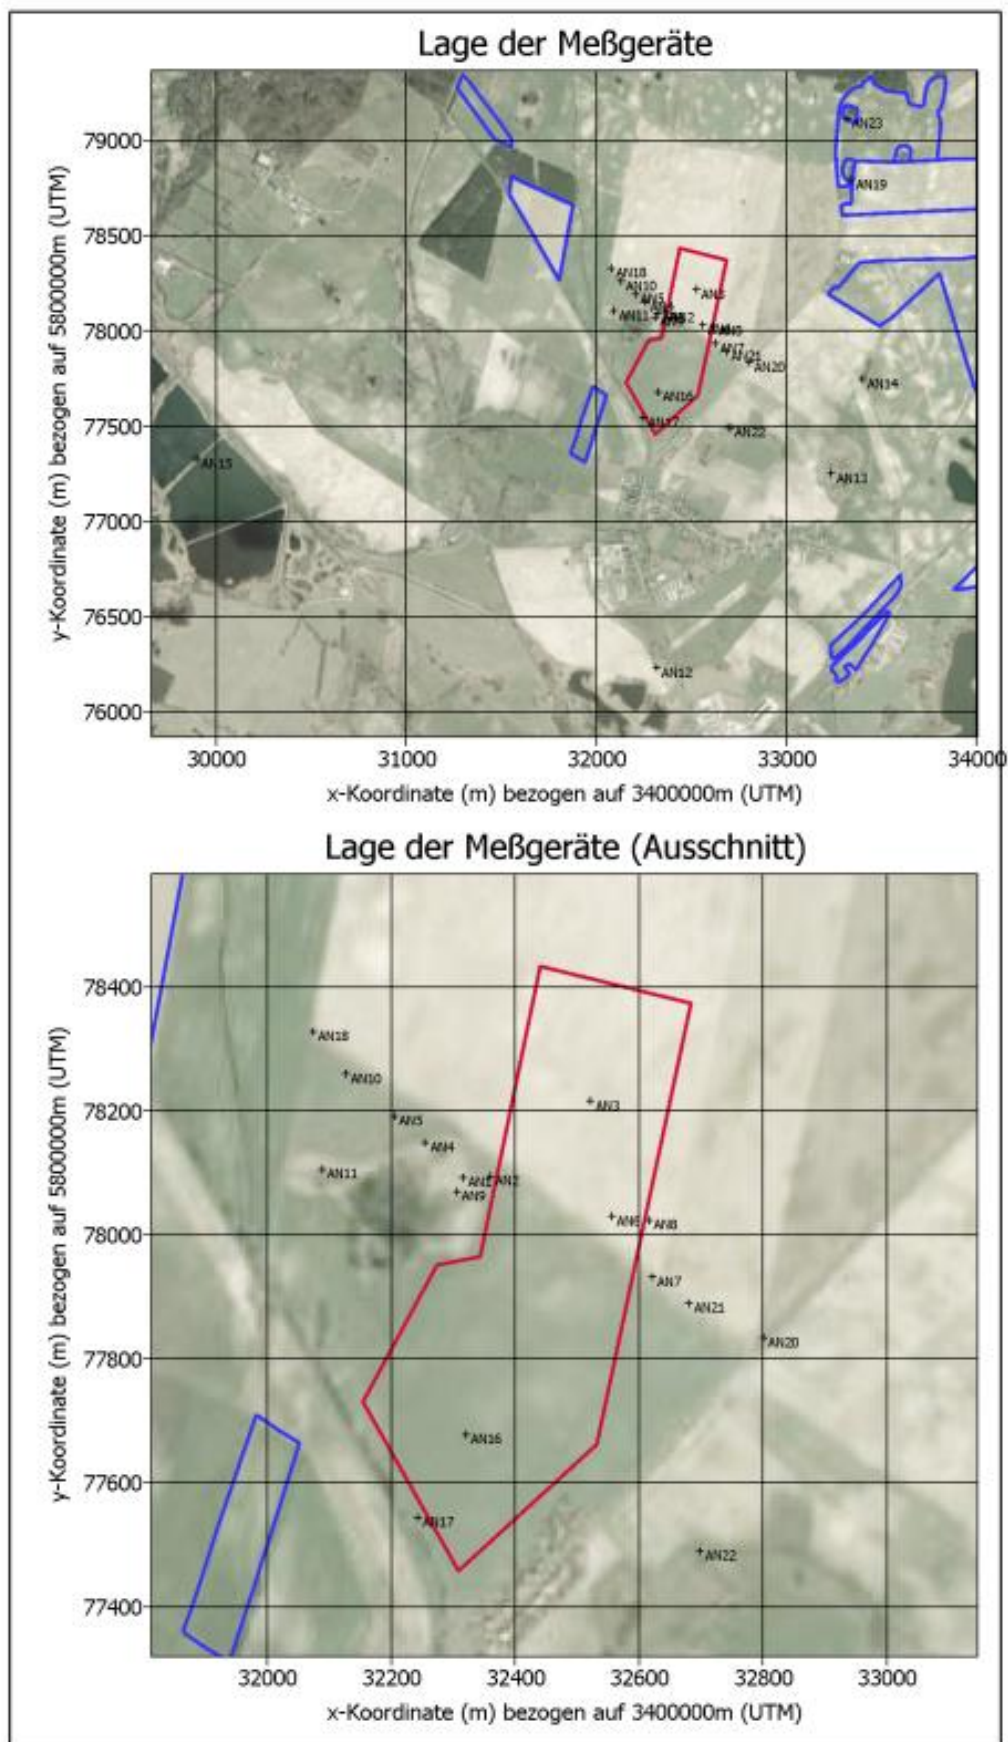 Lage der Meßgeräte
79000
78500
78000
77500
77000
76500
76000
y-Koordinate (m) bezogen auf 5800000m (UTM)
AN23
AN19
AN18
AN10
AN5
AN11
AN7
AN21
AN20
AN14
AN16
AN17
AN22
AN15
AN13
AN12
30000 31000 32000 33000 34000
x-Koordinate (m) bezogen auf 3400000m (UTM)
Lage der Meßgeräte (Ausschnitt)
78400
78200
78000
77800
77600
77400
y-Koordinate (m) bezogen auf 5800000m (UTM)
AN18
AN10
AN3
AN5
AN4
AN11
AN1
AN2
AN9
AN6
AN8
AN7
AN21
AN20
AN16
AN17
AN22
32000 32200 32400 32600 32800 33000
x-Koordinate (m) bezogen auf 3400000m (UTM)